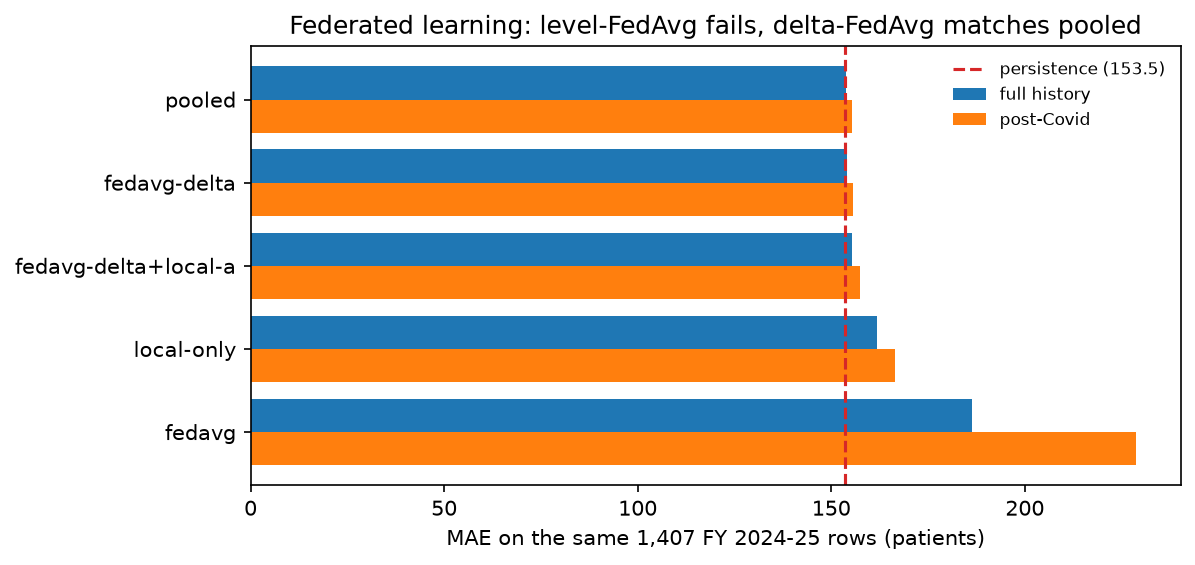 Federated learning: level-FedAvg fails, delta-FedAvg matches pooled
persistence (153.5)
full history
post-Covid
pooled
fedavg-delta
fedavg-delta+local-a
local-only
fedavg
0 50 100 150 200
MAE on the same 1,407 FY 2024-25 rows (patients)